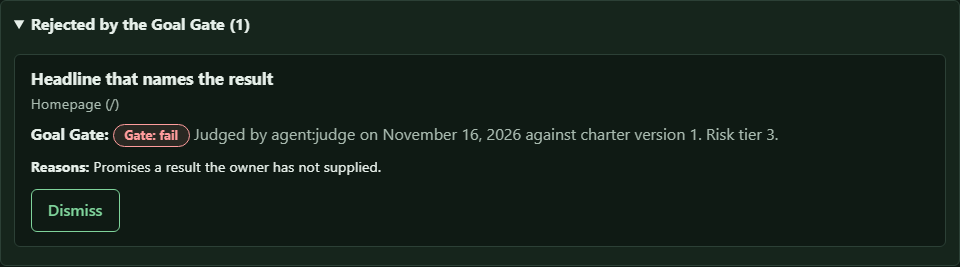 ▼ Rejected by the Goal Gate (1)
Headline that names the result
Homepage (/)
Goal Gate: Gate: fail Judged by agent:judge on November 16, 2026 against charter version 1. Risk tier 3.
Reasons: Promises a result the owner has not supplied.
Dismiss